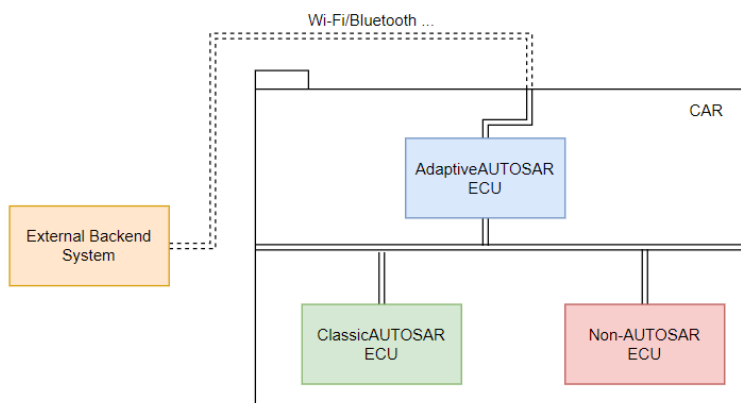 Wi-Fi/Bluetooth ...
CAR
AdaptiveAUTOSAR
ECU
External Backend
System
ClassicAUTOSAR
ECU
Non-AUTOSAR
ECU